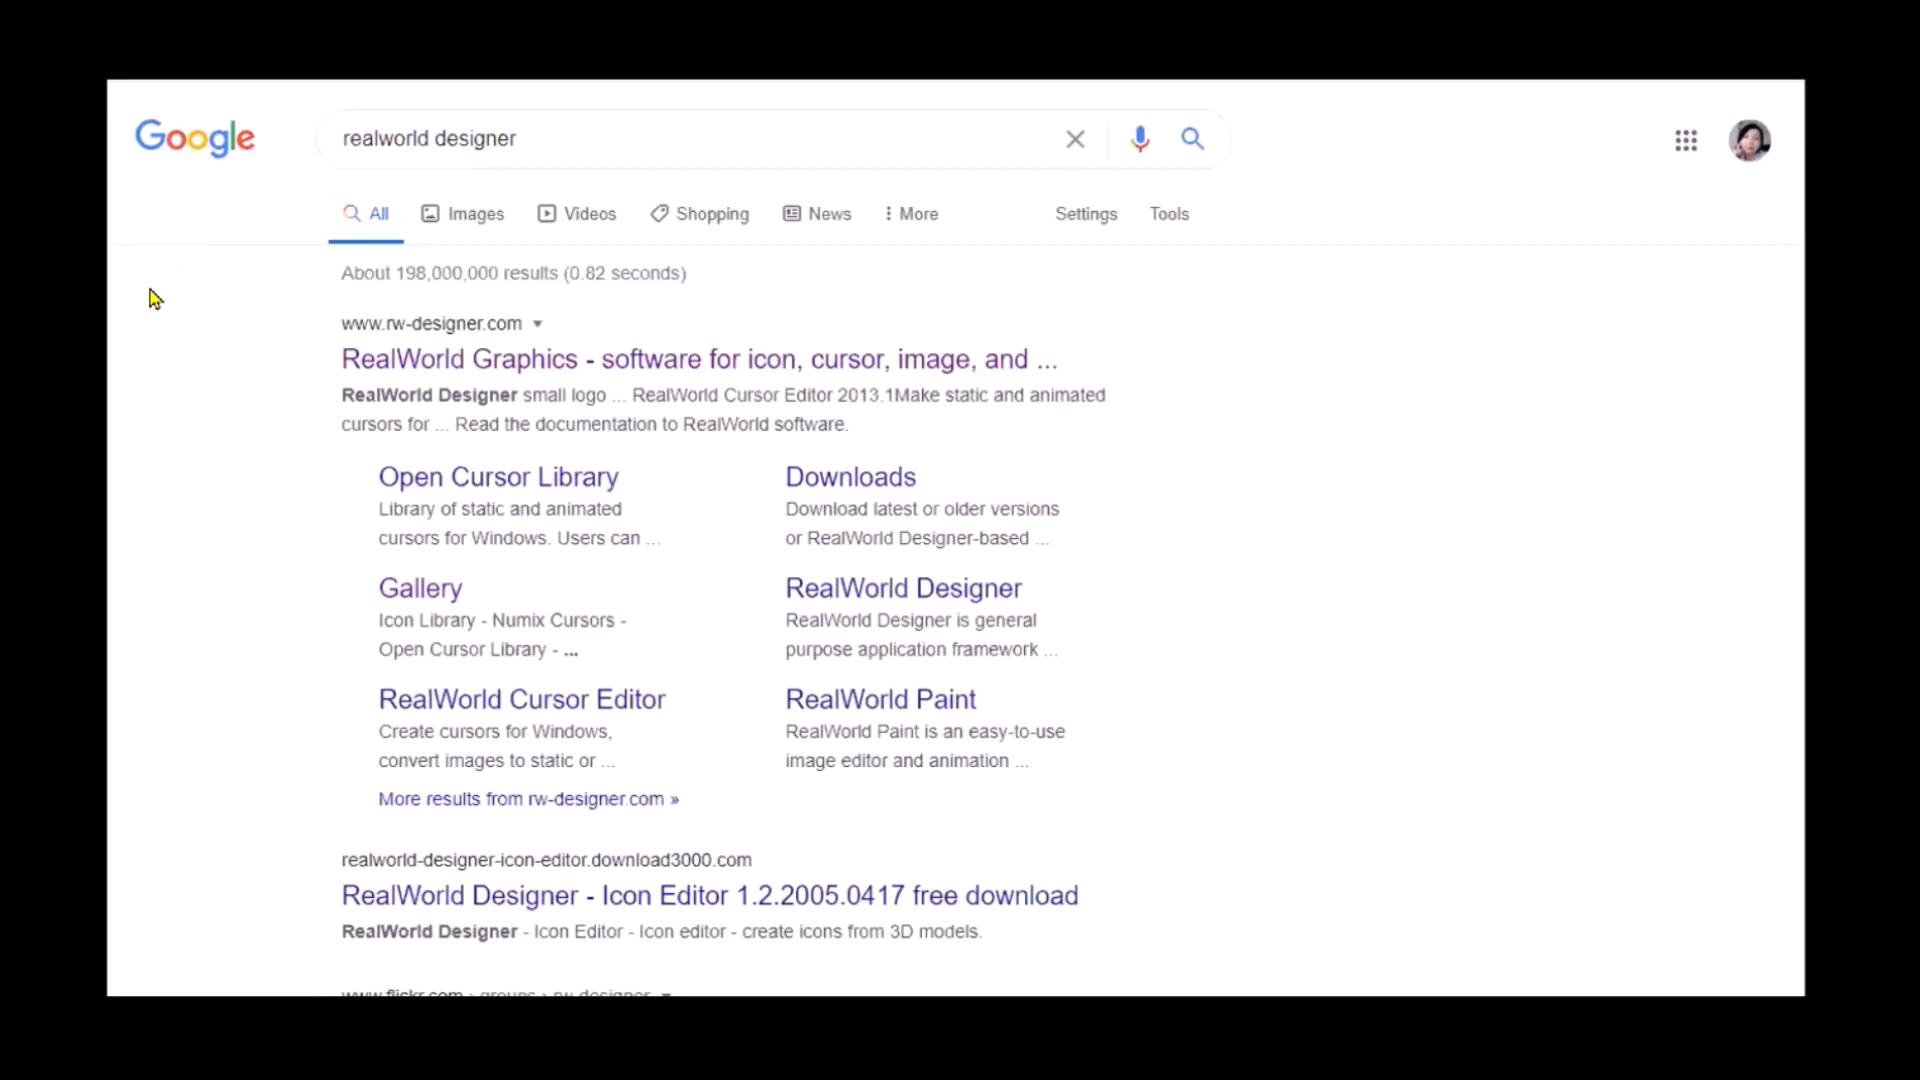 Google
realworld designer
All Images Videos Shopping News More Settings Tools
About 198,000,000 results (0.82 seconds)
www.rw-designer.com
RealWorld Graphics - software for icon, cursor, image, and ...
RealWorld Designer small logo ... RealWorld Cursor Editor 2013.1Make static and animated
cursors for ... Read the documentation to RealWorld software.
Open Cursor Library
Library of static and animated
cursors for Windows. Users can ...
Downloads
Download latest or older versions
or RealWorld Designer-based ...
Gallery
Icon Library - Numix Cursors -
Open Cursor Library - ...
RealWorld Designer
RealWorld Designer is general
purpose application framework ...
RealWorld Cursor Editor
Create cursors for Windows,
convert images to static or ...
RealWorld Paint
RealWorld Paint is an easy-to-use
image editor and animation ...
More results from rw-designer.com »
realworld-designer-icon-editor.download3000.com
RealWorld Designer - Icon Editor 1.2.2005.0417 free download
RealWorld Designer - Icon Editor - Icon editor - create icons from 3D models.
www.flickr.com › groups › rw-designer